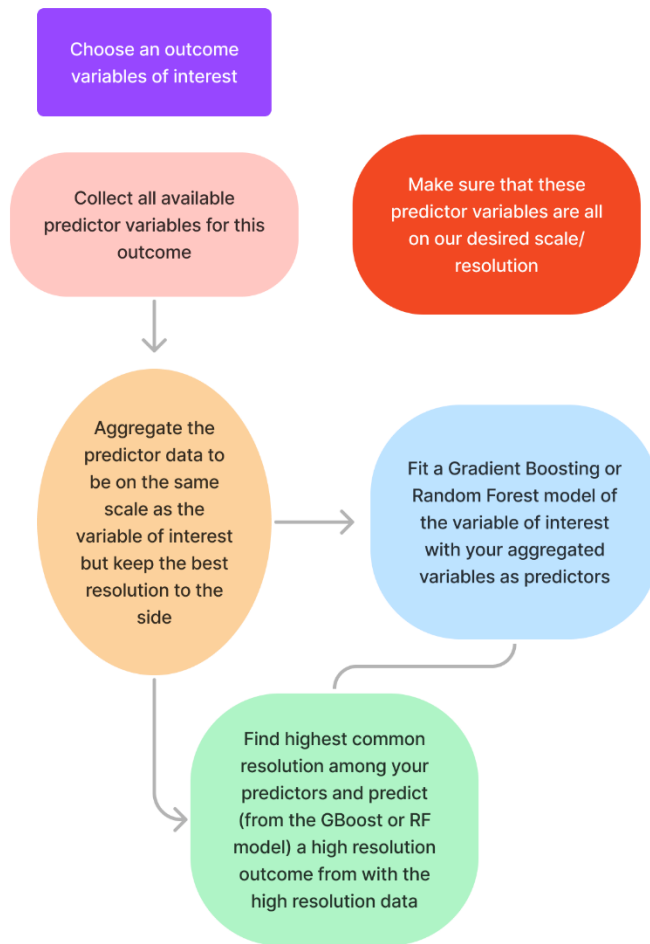 Choose an outcome
variables of interest
Collect all available
predictor variables for this
outcome
Make sure that these
predictor variables are all
on our desired scale/
resolution
Aggregate the
predictor data to
be on the same
scale as the
variable of interest
but keep the best
resolution to the
side
Fit a Gradient Boosting or
Random Forest model of
the variable of interest
with your aggregated
variables as predictors
Find highest common
resolution among your
predictors and predict
(from the GBoost or RF
model) a high resolution
outcome from with the
high resolution data